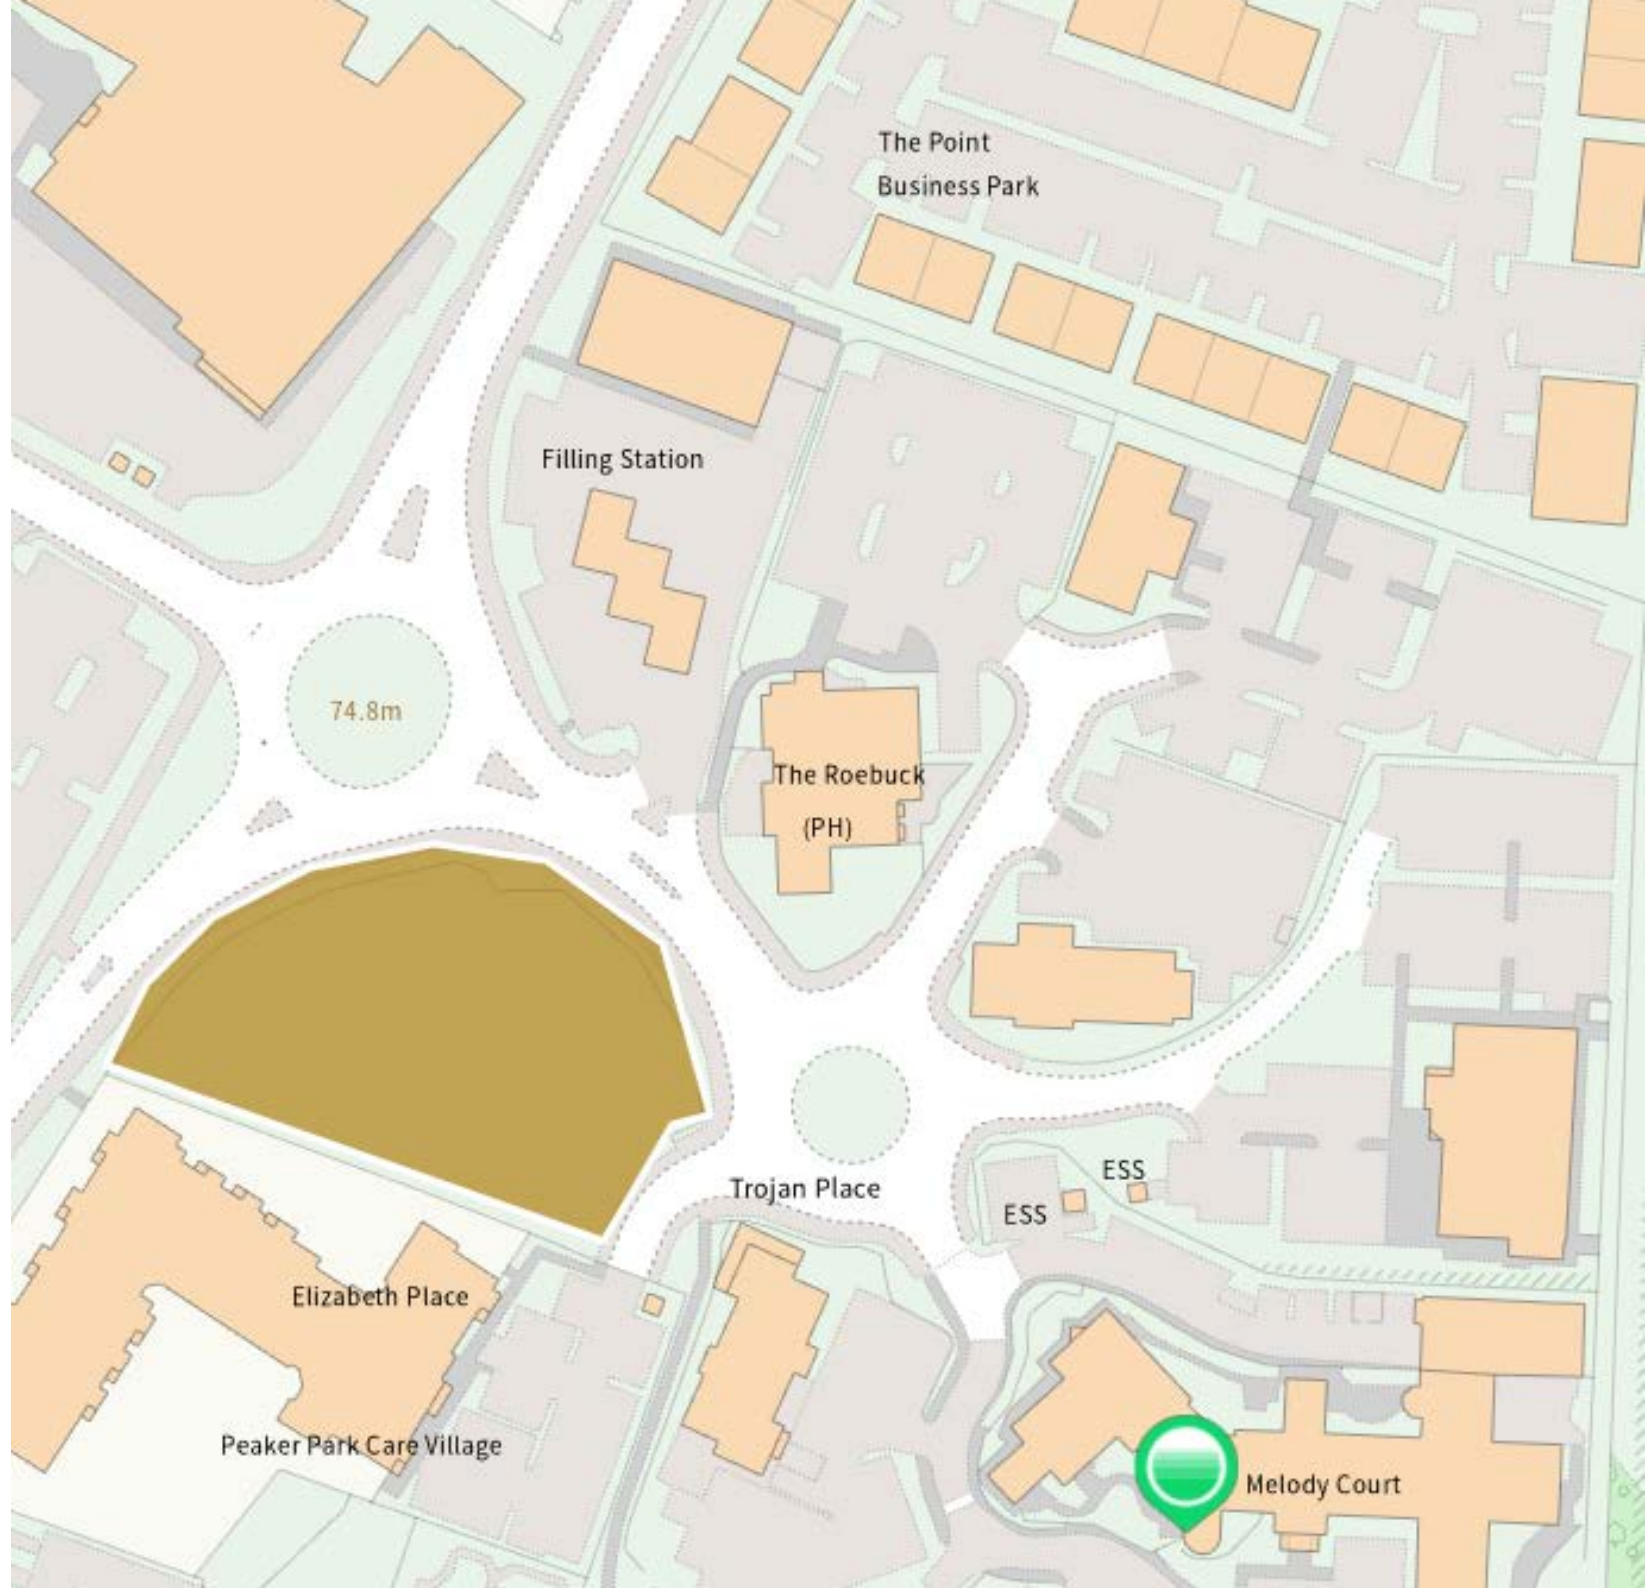 The Point
Business Park
Filling Station
74.8m
The Roebuck
(PH)
Trojan Place
ESS
ESS
Elizabeth Place
Peaker Park Care Village
Melody Court